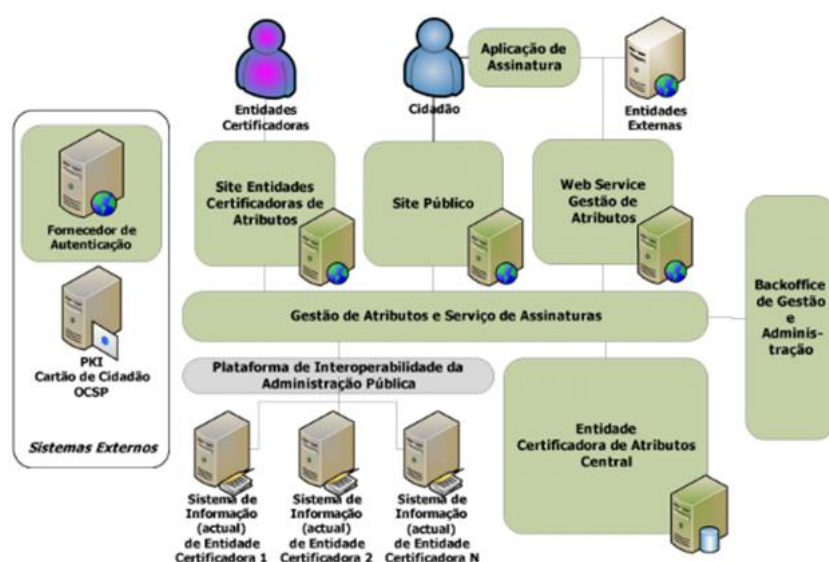 Entidades
Certificadoras
Cidadão
Aplicação de
Assinatura
Entidades
Externas
Fornecedor de
Autenticação
PKI
Cartão de Cidadão
OCSP
Sistemas Externos
Site Entidades
Certificadoras de
Atributos
Site Público
Web Service
Gestão de
Atributos
Gestão de Atributos e Serviço de Assinaturas
Backoffice
de Gestão
e
Adminis-
tração
Plataforma de Interoperabilidade da
Administração Pública
Sistema de
Informação
(actual)
de Entidade
Certificadora 1
Sistema de
Informação
(actual)
de Entidade
Certificadora 2
Sistema de
Informação
(actual)
de Entidade
Certificadora N
Entidade
Certificadora de Atributos
Central